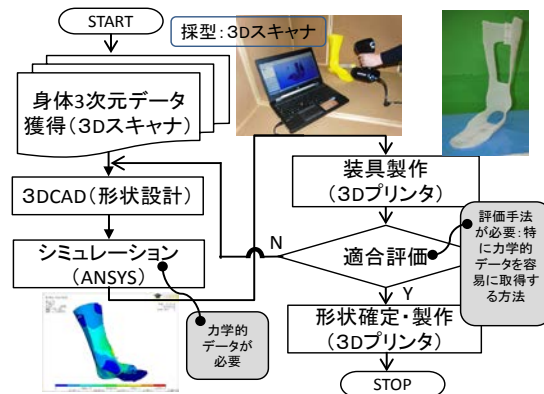 START
採型：３Dスキャナ
身体3次元データ
獲得（３Dスキャナ）
３DCAD（形状設計）
シミュレーション
（ANSYS）
力学的
データが
必要
装具製作
（３Dプリンタ）
適合評価
N
Y
評価手法
が必要：特
に力学的
データを容
易に取得す
る方法
形状確定・製作
（３Dプリンタ）
STOP